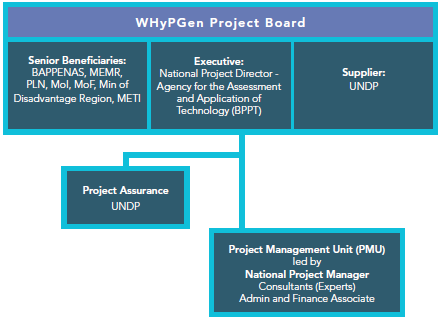 WHyPGen Project Board
Senior Beneficiaries:
BAPPENAS, MEMR,
PLN, MoI, MoF, Min of
Disadvantage Region, METI
Executive:
National Project Director -
Agency for the Assessment
and Application of
Technology (BPPT)
Supplier:
UNDP
Project Assurance
UNDP
Project Management Unit (PMU)
led by
National Project Manager
Consultants (Experts)
Admin and Finance Associate